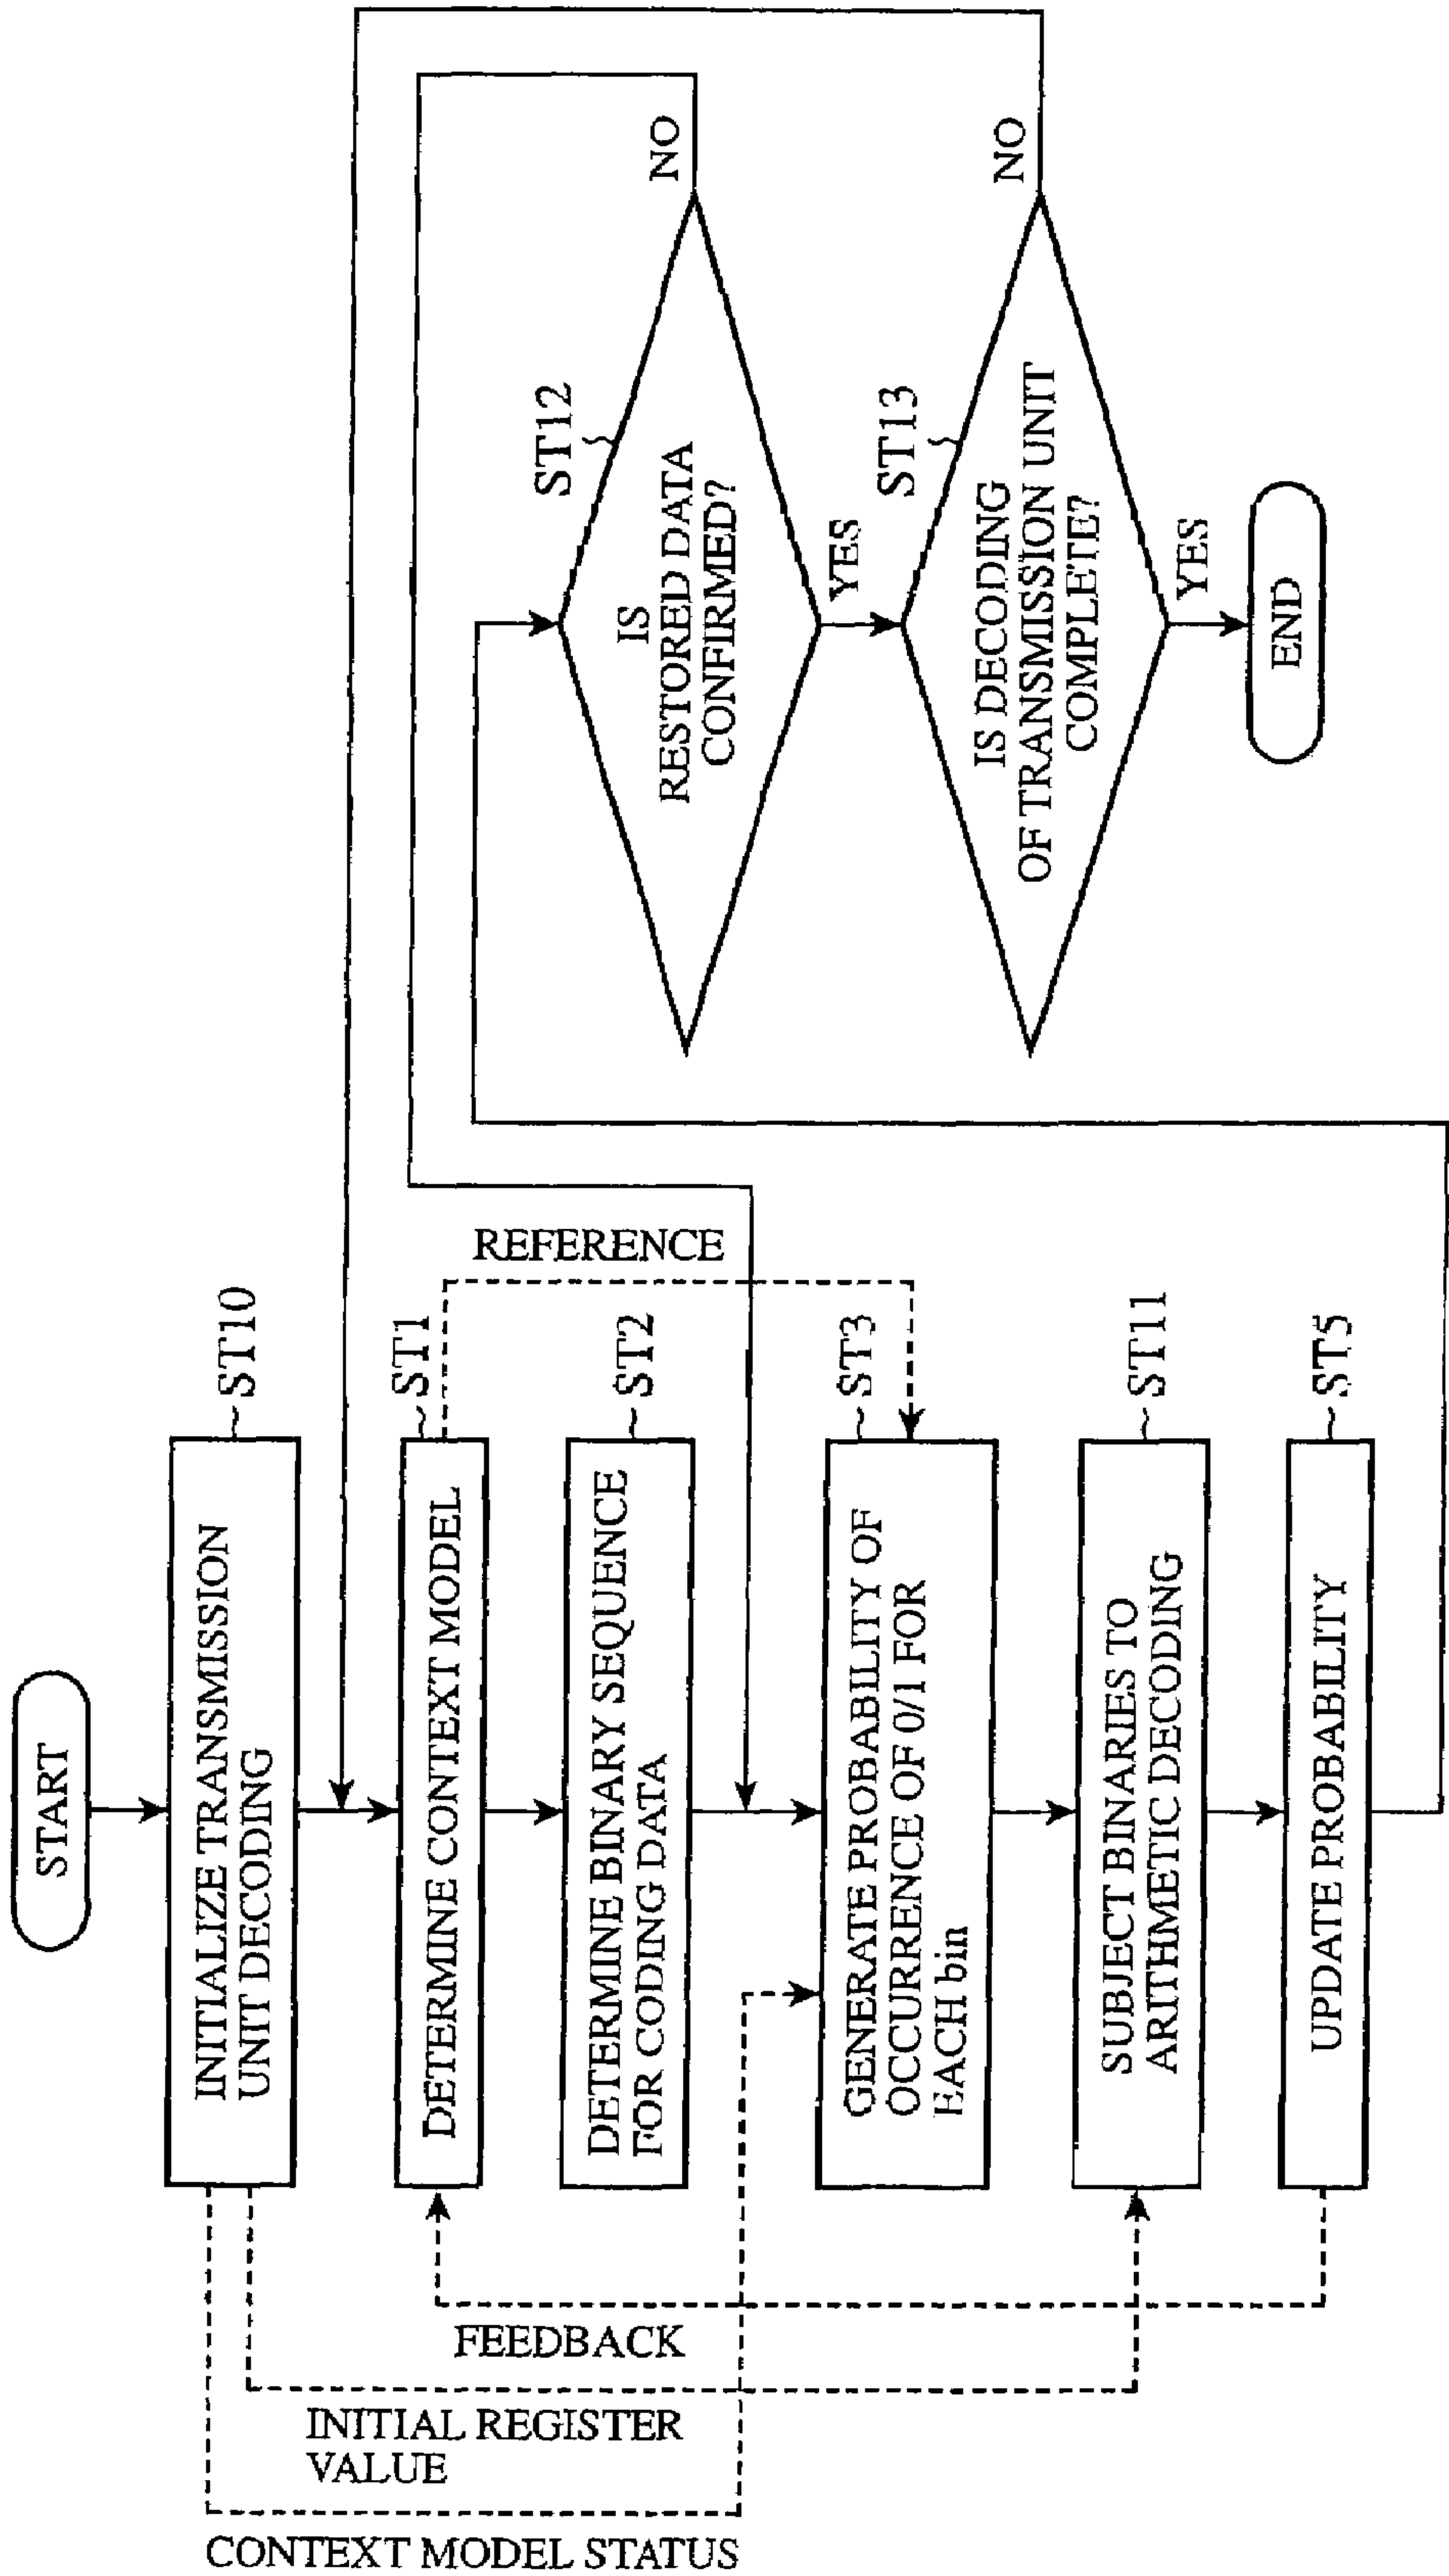 START
INITIALIZE TRANSMISSION
UNIT DECODING
~ST10
DETERMINE CONTEXT MODEL
~ST1
REFERENCE
DETERMINE BINARY SEQUENCE
FOR CODING DATA
~ST2
GENERATE PROBABILITY OF
OCCURRENCE OF 0/1 FOR
EACH bin
~ST3
SUBJECT BINARIES TO
ARITHMETIC DECODING
~ST11
UPDATE PROBABILITY
~ST5
FEEDBACK
INITIAL REGISTER
VALUE
CONTEXT MODEL STATUS
ST12
IS
RESTORED DATA
CONFIRMED?
NO
YES
ST13
IS DECODING
OF TRANSMISSION UNIT
COMPLETE?
NO
YES
END